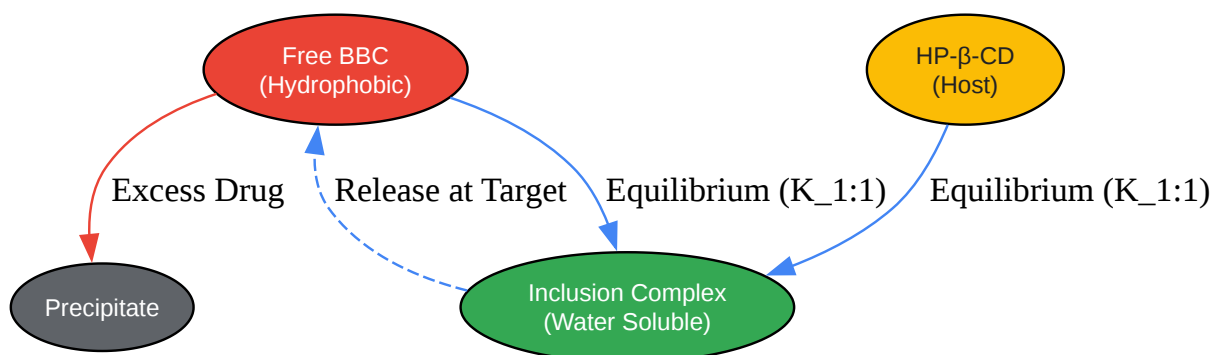 Free BBC
(Hydrophobic)
HP-β-CD
(Host)
Excess Drug
Release at Target
Equilibrium (K_1:1)
Equilibrium (K_1:1)
Precipitate
Inclusion Complex
(Water Soluble)